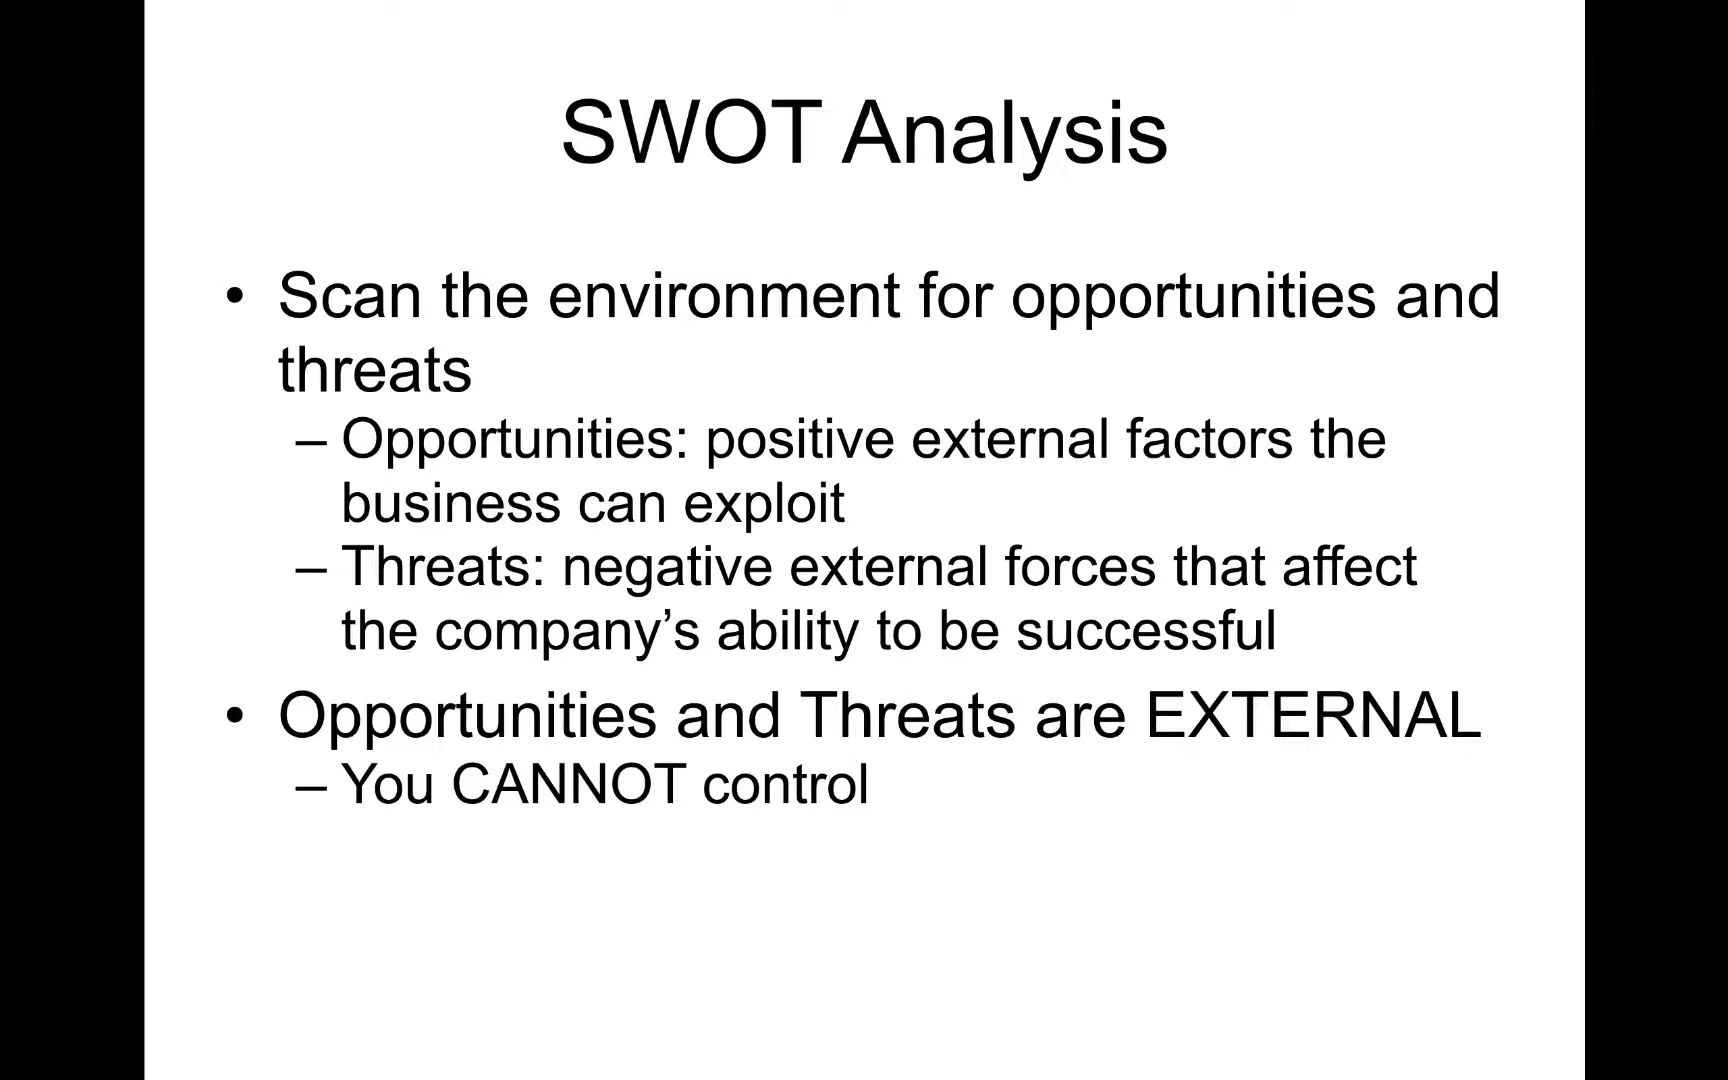 SWOT Analysis
• Scan the environment for opportunities and
threats
– Opportunities: positive external factors the
business can exploit
– Threats: negative external forces that affect
the company’s ability to be successful
• Opportunities and Threats are EXTERNAL
– You CANNOT control